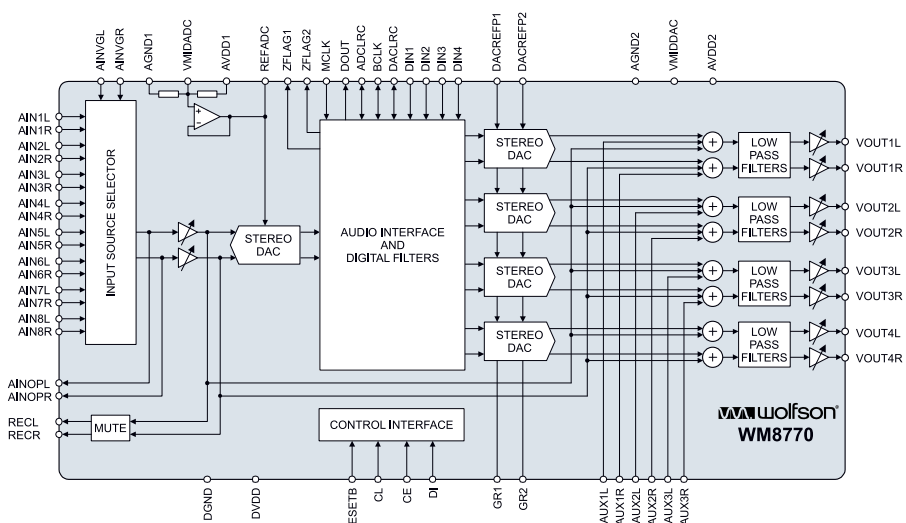 AINVGL
AINVGR
AGND1
VMIDADC
AVDD1
REFADC
ZFLAG1
ZFLAG2
MCLK
DOUT
ADCLRC
BCLK
DACLRC
DIN1
DIN2
DIN3
DIN4
DACREFP1
DACREFP2
AGND2
VMIDDAC
AVDD2
AIN1L
AIN1R
AIN2L
AIN2R
AIN3L
AIN3R
AIN4L
AIN4R
AIN5L
AIN5R
AIN6L
AIN6R
AIN7L
AIN7R
AIN8L
AIN8R
AINOPL
AINOPR
RECL
RECR
INPUT SOURCE SELECTOR
+
-
STEREO
DAC
MUTE
AUDIO INTERFACE
AND
DIGITAL FILTERS
CONTROL INTERFACE
STEREO
DAC
STEREO
DAC
STEREO
DAC
STEREO
DAC
+
+
+
+
+
+
+
+
LOW
PASS
FILTERS
LOW
PASS
FILTERS
LOW
PASS
FILTERS
LOW
PASS
FILTERS
VOUT1L
VOUT1R
VOUT2L
VOUT2R
VOUT3L
VOUT3R
VOUT4L
VOUT4R
wolfson®
WM8770
DGND
DVDD
ESETB
CL
CE
DI
GR1
GR2
AUX1L
AUX1R
AUX2L
AUX2R
AUX3L
AUX3R